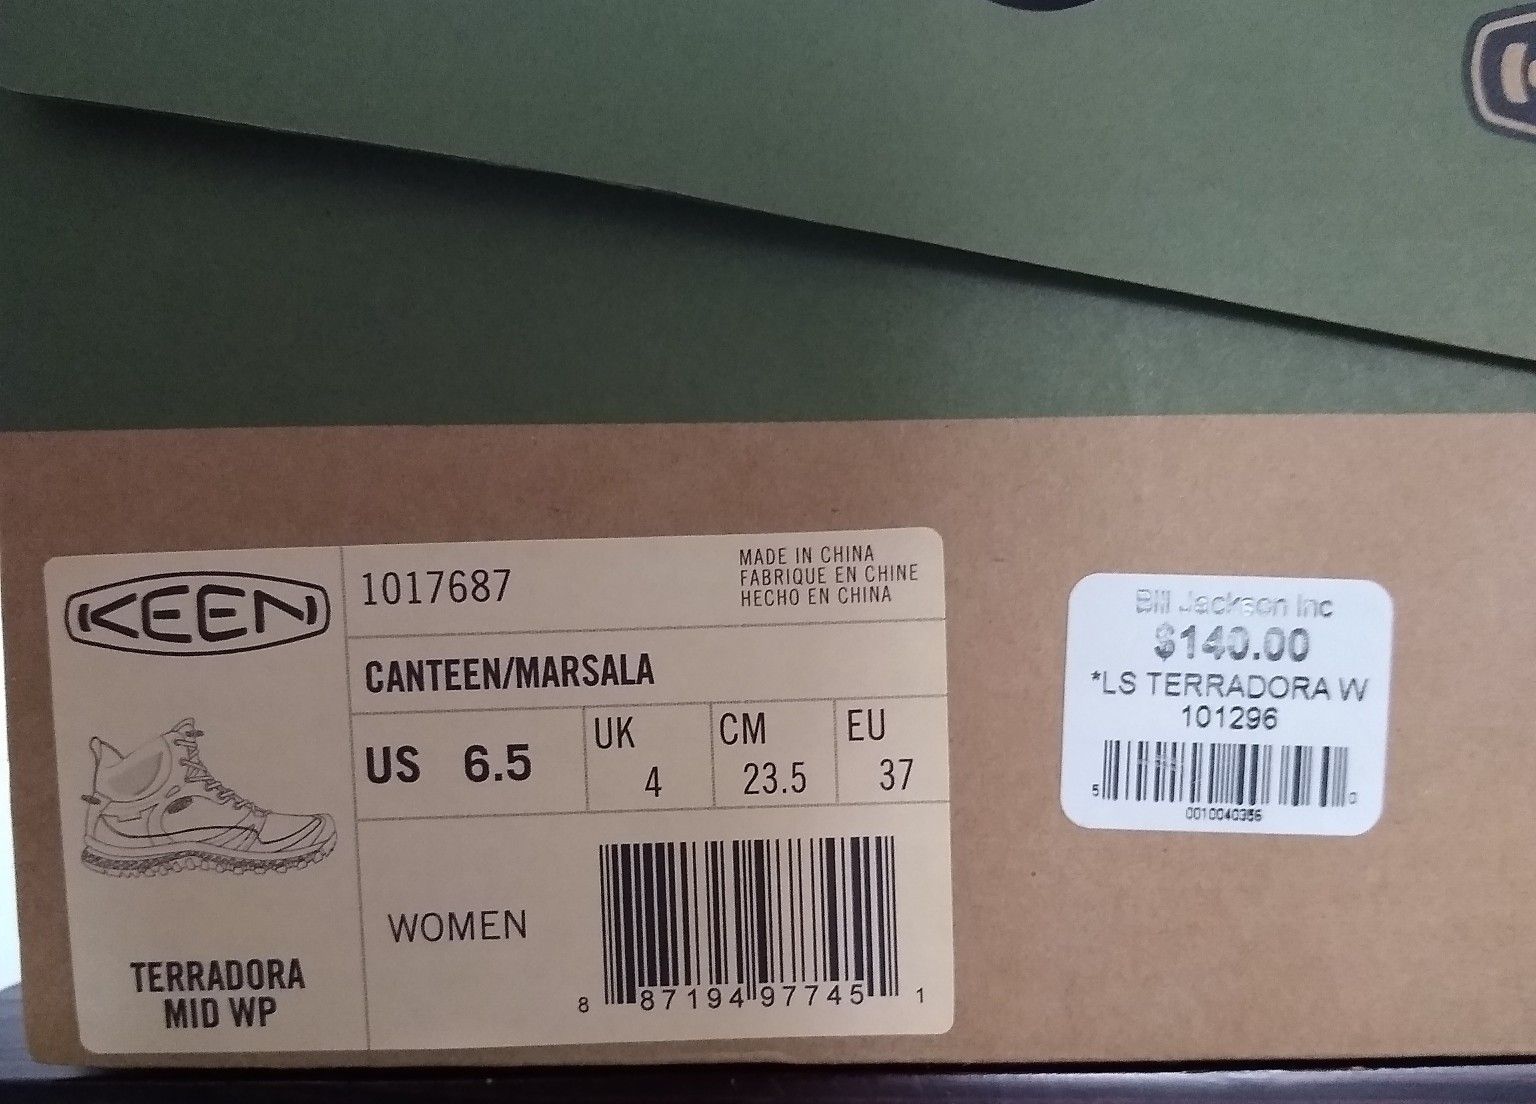 KEEN
1017687
MADE IN CHINA
FABRIQUE EN CHINE
HECHO EN CHINA
CANTEEN/MARSALA
US 6.5
UK 4
CM 23.5
EU 37
TERRADORA
MID WP
WOMEN
8 87194 97745 1
Bill Jackson Inc
$140.00
*LS TERRADORA W
101296
5 0
0010040356